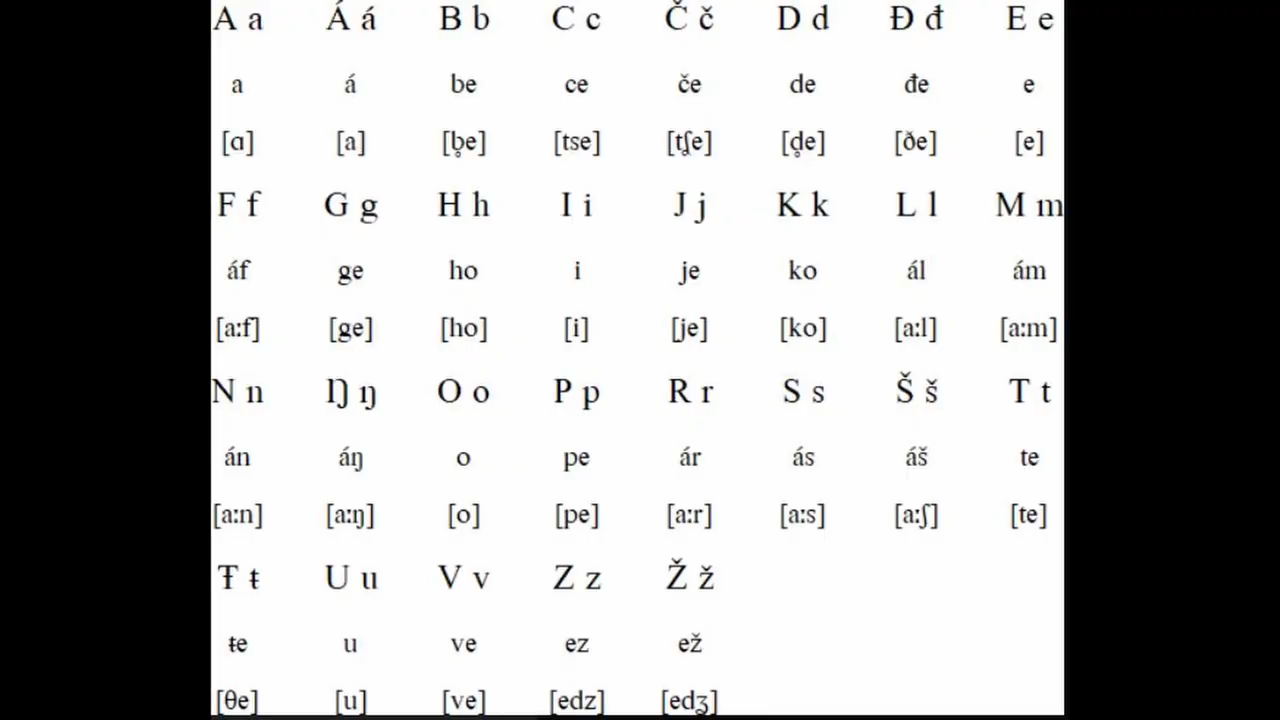 A a Á á B b C c Č č D d Đ đ E e
a á be ce če de đe e
[ɑ] [a] [b̥e] [tse] [tʃ̥e] [d̥e] [ðe] [e]
F f G g H h I i J j K k L l M m
áf ge ho i je ko ál ám
[aːf] [ge] [ho] [i] [je] [ko] [aːl] [aːm]
N n Ŋ ŋ O o P p R r S s Š š T t
án áŋ o pe ár ás áš te
[aːn] [aːŋ] [o] [pe] [aːr] [aːs] [aːʃ] [te]
Ŧ ŧ U u V v Z z Ž ž
ŧe u ve ez ež
[θe] [u] [ve] [edz] [edʒ]